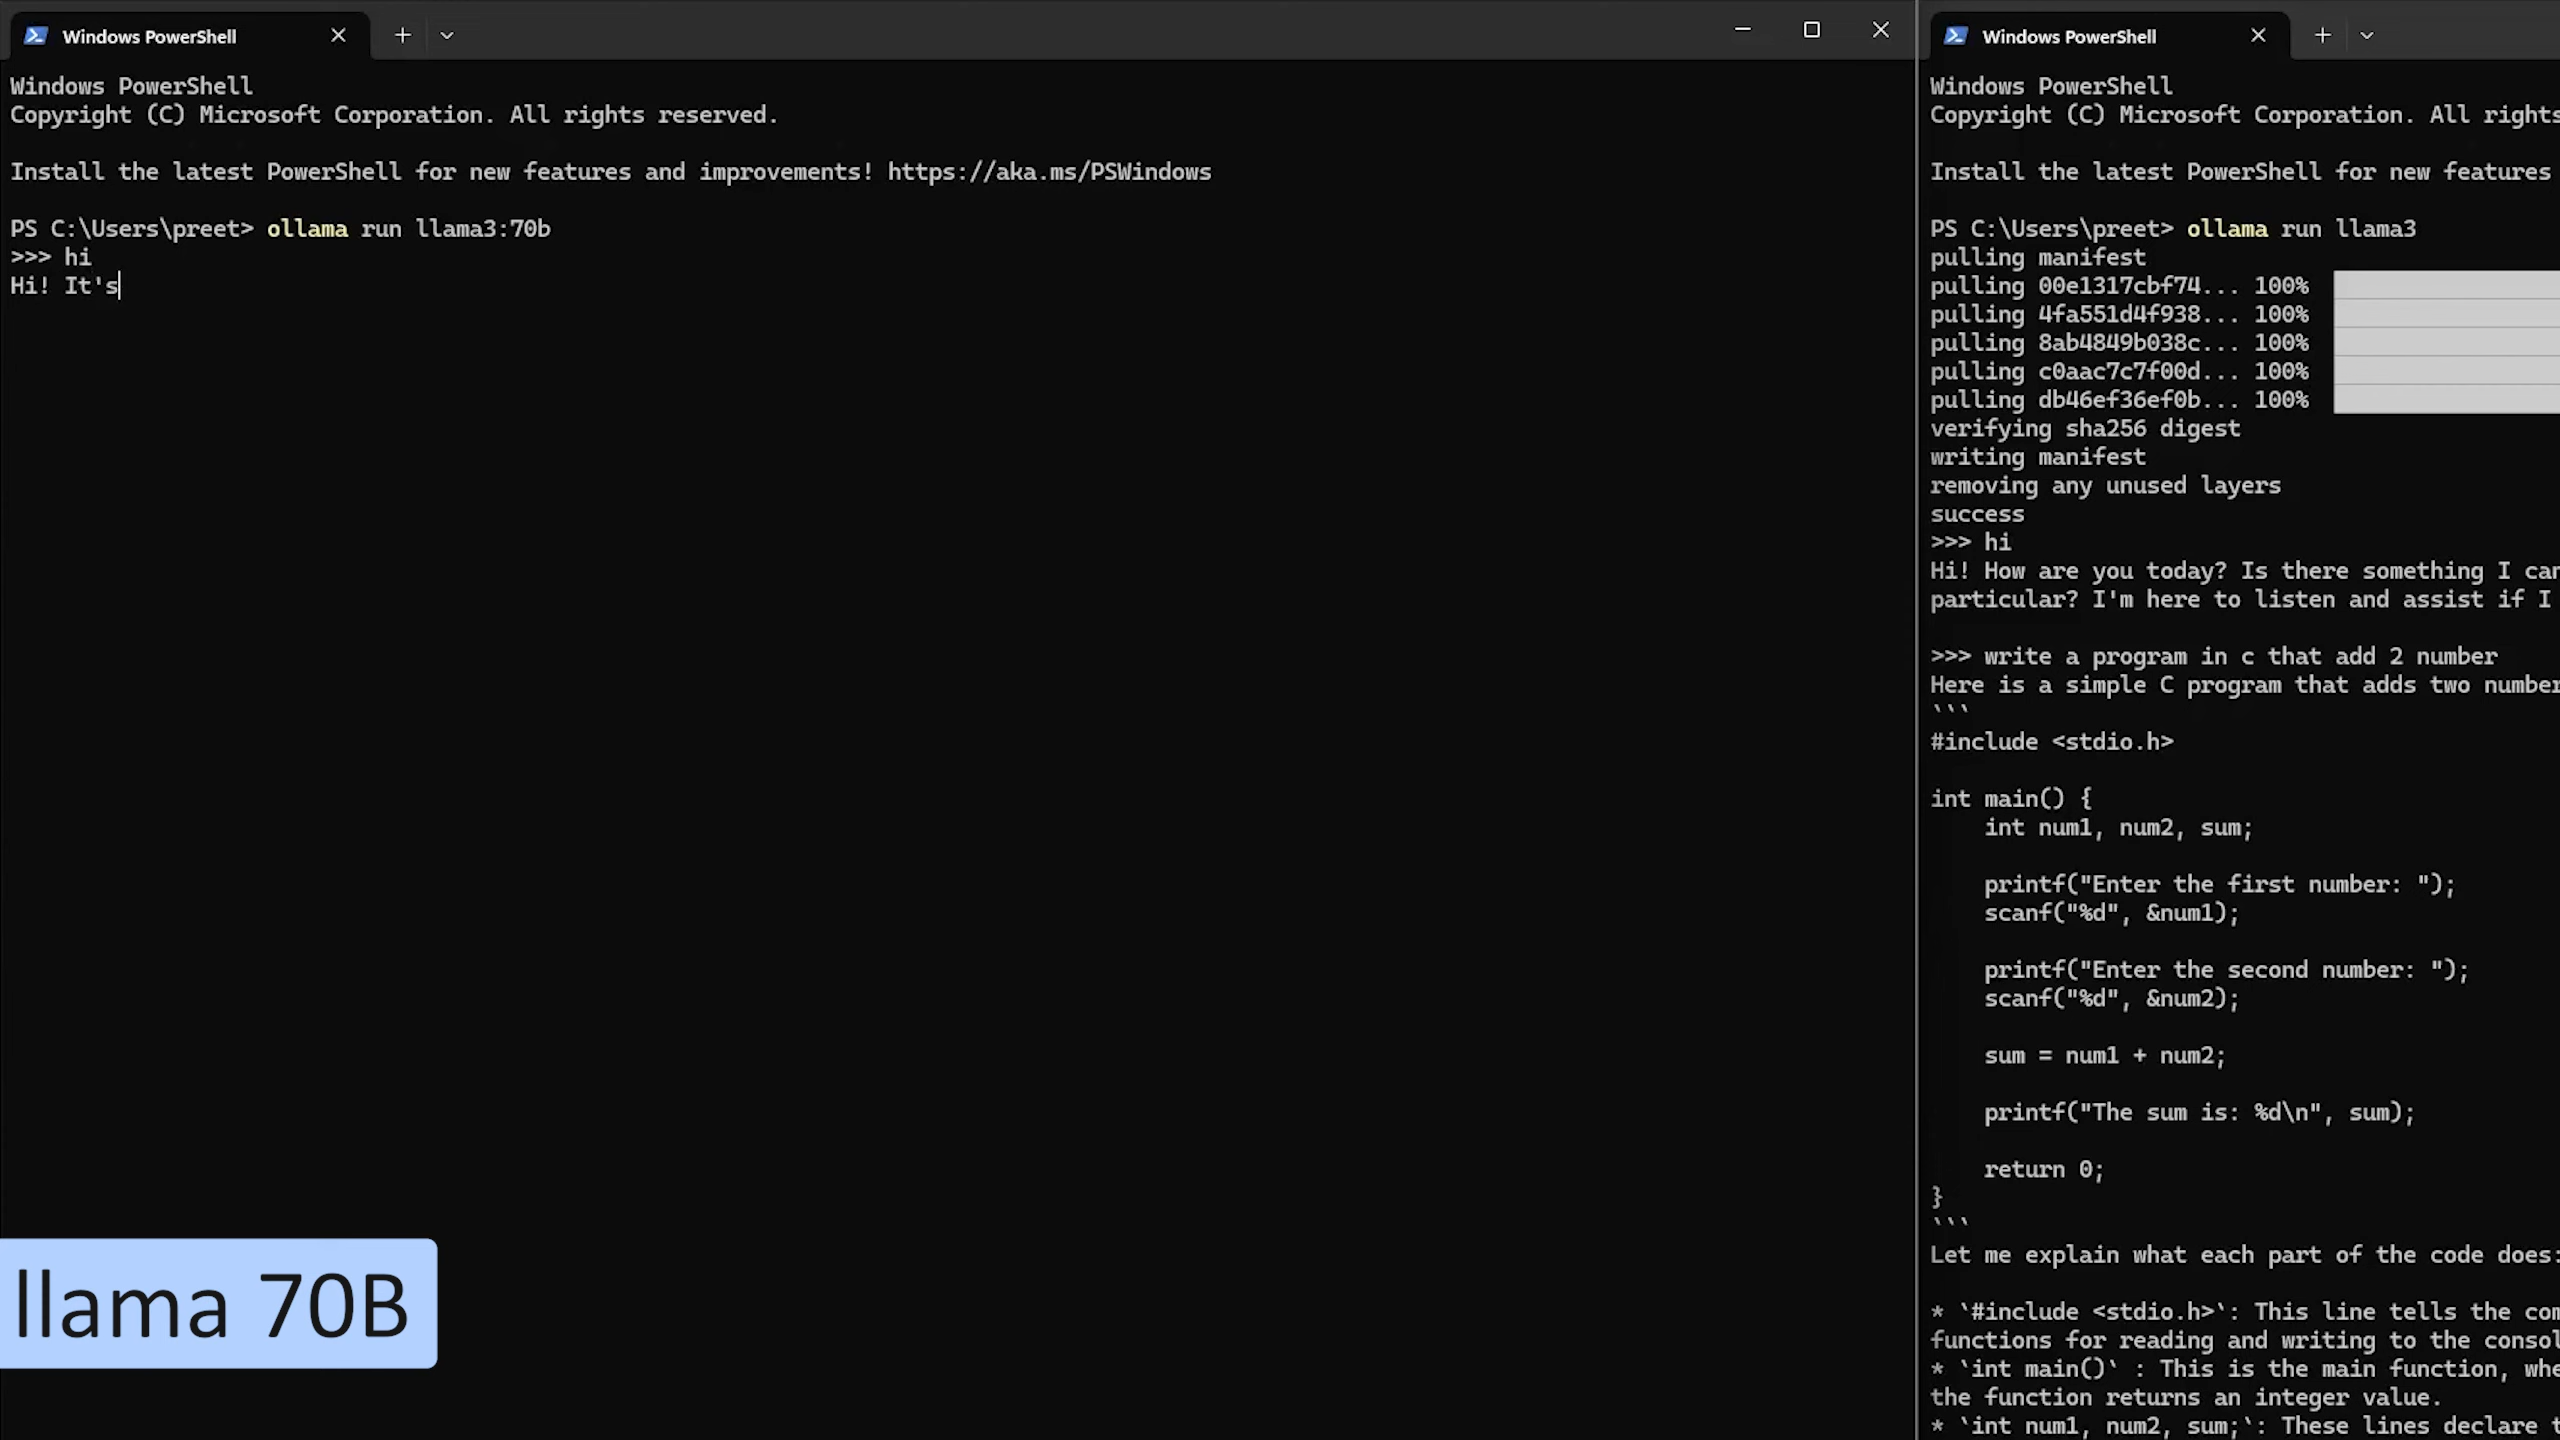 Windows PowerShell
Windows PowerShell
Copyright (C) Microsoft Corporation. All rights reserved.
Install the latest PowerShell for new features and improvements! https://aka.ms/PSWindows
PS C:\Users\preet> ollama run llama3:70b
>>> hi
Hi! It's
llama 70B
Windows PowerShell
Windows PowerShell
Copyright (C) Microsoft Corporation. All rights
Install the latest PowerShell for new features
PS C:\Users\preet> ollama run llama3
pulling manifest
pulling 00e1317cbf74... 100%
pulling 4fa551d4f938... 100%
pulling 8ab4849b038c... 100%
pulling c0aac7c7f00d... 100%
pulling db46ef36ef0b... 100%
verifying sha256 digest
writing manifest
removing any unused layers
success
>>> hi
Hi! How are you today? Is there something I can
particular? I'm here to listen and assist if I
>>> write a program in c that add 2 number
Here is a simple C program that adds two number
```
#include <stdio.h>
int main() {
    int num1, num2, sum;
    printf("Enter the first number: ");
    scanf("%d", &num1);
    printf("Enter the second number: ");
    scanf("%d", &num2);
    sum = num1 + num2;
    printf("The sum is: %d\n", sum);
    return 0;
}
```
Let me explain what each part of the code does:
* `#include <stdio.h>`: This line tells the com
functions for reading and writing to the consol
* `int main()` : This is the main function, whe
the function returns an integer value.
* `int num1, num2, sum;`: These lines declare t